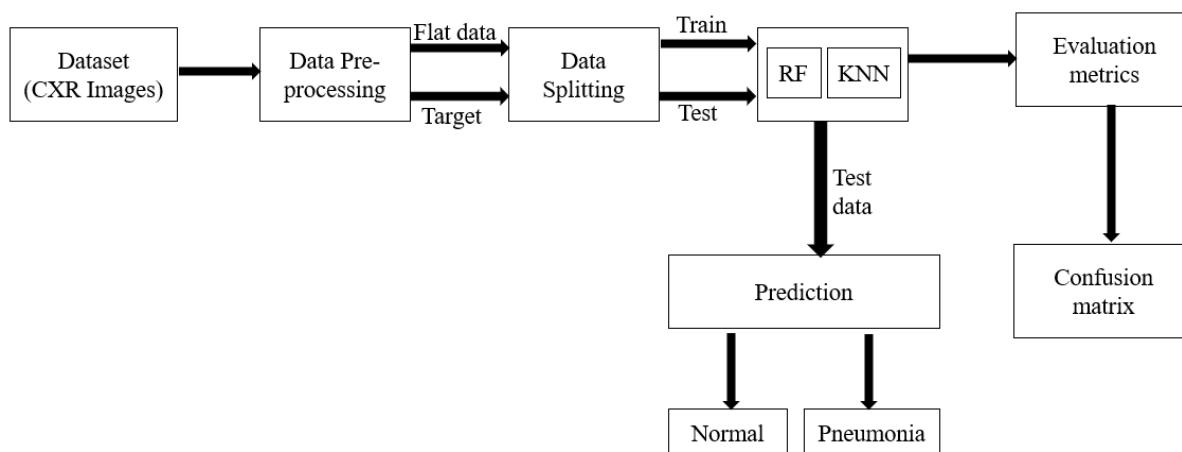 Dataset
(CXR Images)
Data Pre-
processing
Flat data
Target
Data
Splitting
Train
Test
RF
KNN
Evaluation
metrics
Test
data
Prediction
Confusion
matrix
Normal
Pneumonia